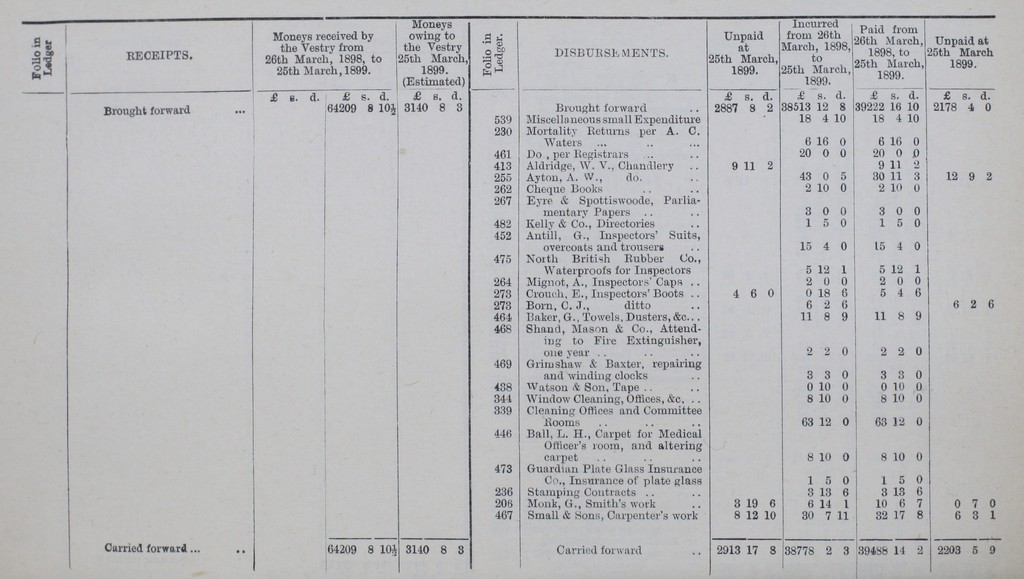 Folio in Ledger
RECEIPTS.
Moneys received by the Vestry from 26th March, 1898, to 25th March, 1899.
Moneys owing to the Vestry 25th March, 1899. (Estimated)
Folio in Ledger.
DISBURSEMENTS.
Unpaid at 25th March, 1899.
Incurred from 26th March, 1898, to 25th March, 1899.
Paid from 26th March, 1898, to 25th March, 1899.
Unpaid at 25th March 1899.
£ s. d. £ s. d. £ s. d. £ s. d. £ s. d. £ s. d. £ s. d.
Brought forward ... 64209 8 10½ 3140 8 3 Brought forward .. 2887 8 2 38513 12 8 39222 16 10 2178 4 0
539 Miscellaneous small Expenditure 18 4 10 18 4 10
230 Mortality Returns per A. C.
Waters ... .. ... 6 16 0 6 16 0
461 Do., per Registrars .. .. 20 0 0 20 0 0
413 Aldridge, W. V., Chandlery .. 9 11 2 9 11 2
255 Ayton, A. W., do. .. 43 0 5 30 11 3 12 9 2
262 Cheque Books .. .. 2 10 0 2 10 0
267 Eyre & Spottiswoode, Parlia-
mentary Papers .. .. 3 0 0 3 0 0
482 Kelly & Co., Directories .. 1 5 0 1 5 0
452 Antill, G., Inspectors' Suits,
overcoats and trousers .. 15 4 0 15 4 0
475 North British Rubber Co.,
Waterproofs for Inspectors 5 12 1 5 12 1
264 Mignot, A., Inspectors' Caps .. 2 0 0 2 0 0
273 Crouch, E., Inspectors' Boots .. 4 6 0 0 18 6 5 4 6
273 Born, C. J., ditto 6 2 6 6 2 6
464 Baker, G., Towels, Dusters, &c... 11 8 9 11 8 9
468 Shand, Mason & Co., Attend-
ing to Fire Extinguisher,
one year .. .. .. 2 2 0 2 2 0
469 Grimshaw & Baxter, repairing
and winding clocks .. 3 3 0 3 3 0
438 Watson & Son, Tape .. .. 0 10 0 0 10 0
344 Window Cleaning, Offices, &c. .. 8 10 0 8 10 0
339 Cleaning Offices and Committee
Rooms .. .. .. 63 12 0 63 12 0
446 Ball, L. H., Carpet for Medical
Officer's room, and altering
carpet .. .. .. 8 10 0 8 10 0
473 Guardian Plate Glass Insurance
Co., Insurance of plate glass 1 5 0 1 5 0
236 Stamping Contracts .. .. 3 13 6 3 13 6
206 Monk, G., Smith's work .. 3 19 6 6 14 1 10 6 7 0 7 0
467 Small & Sons, Carpenter's work 8 12 10 30 7 11 32 17 8 6 3 1
Carried forward ... .. 64209 8 10½ 3140 8 3 Carried forward .. 2913 17 8 38778 2 3 39488 14 2 2203 5 9